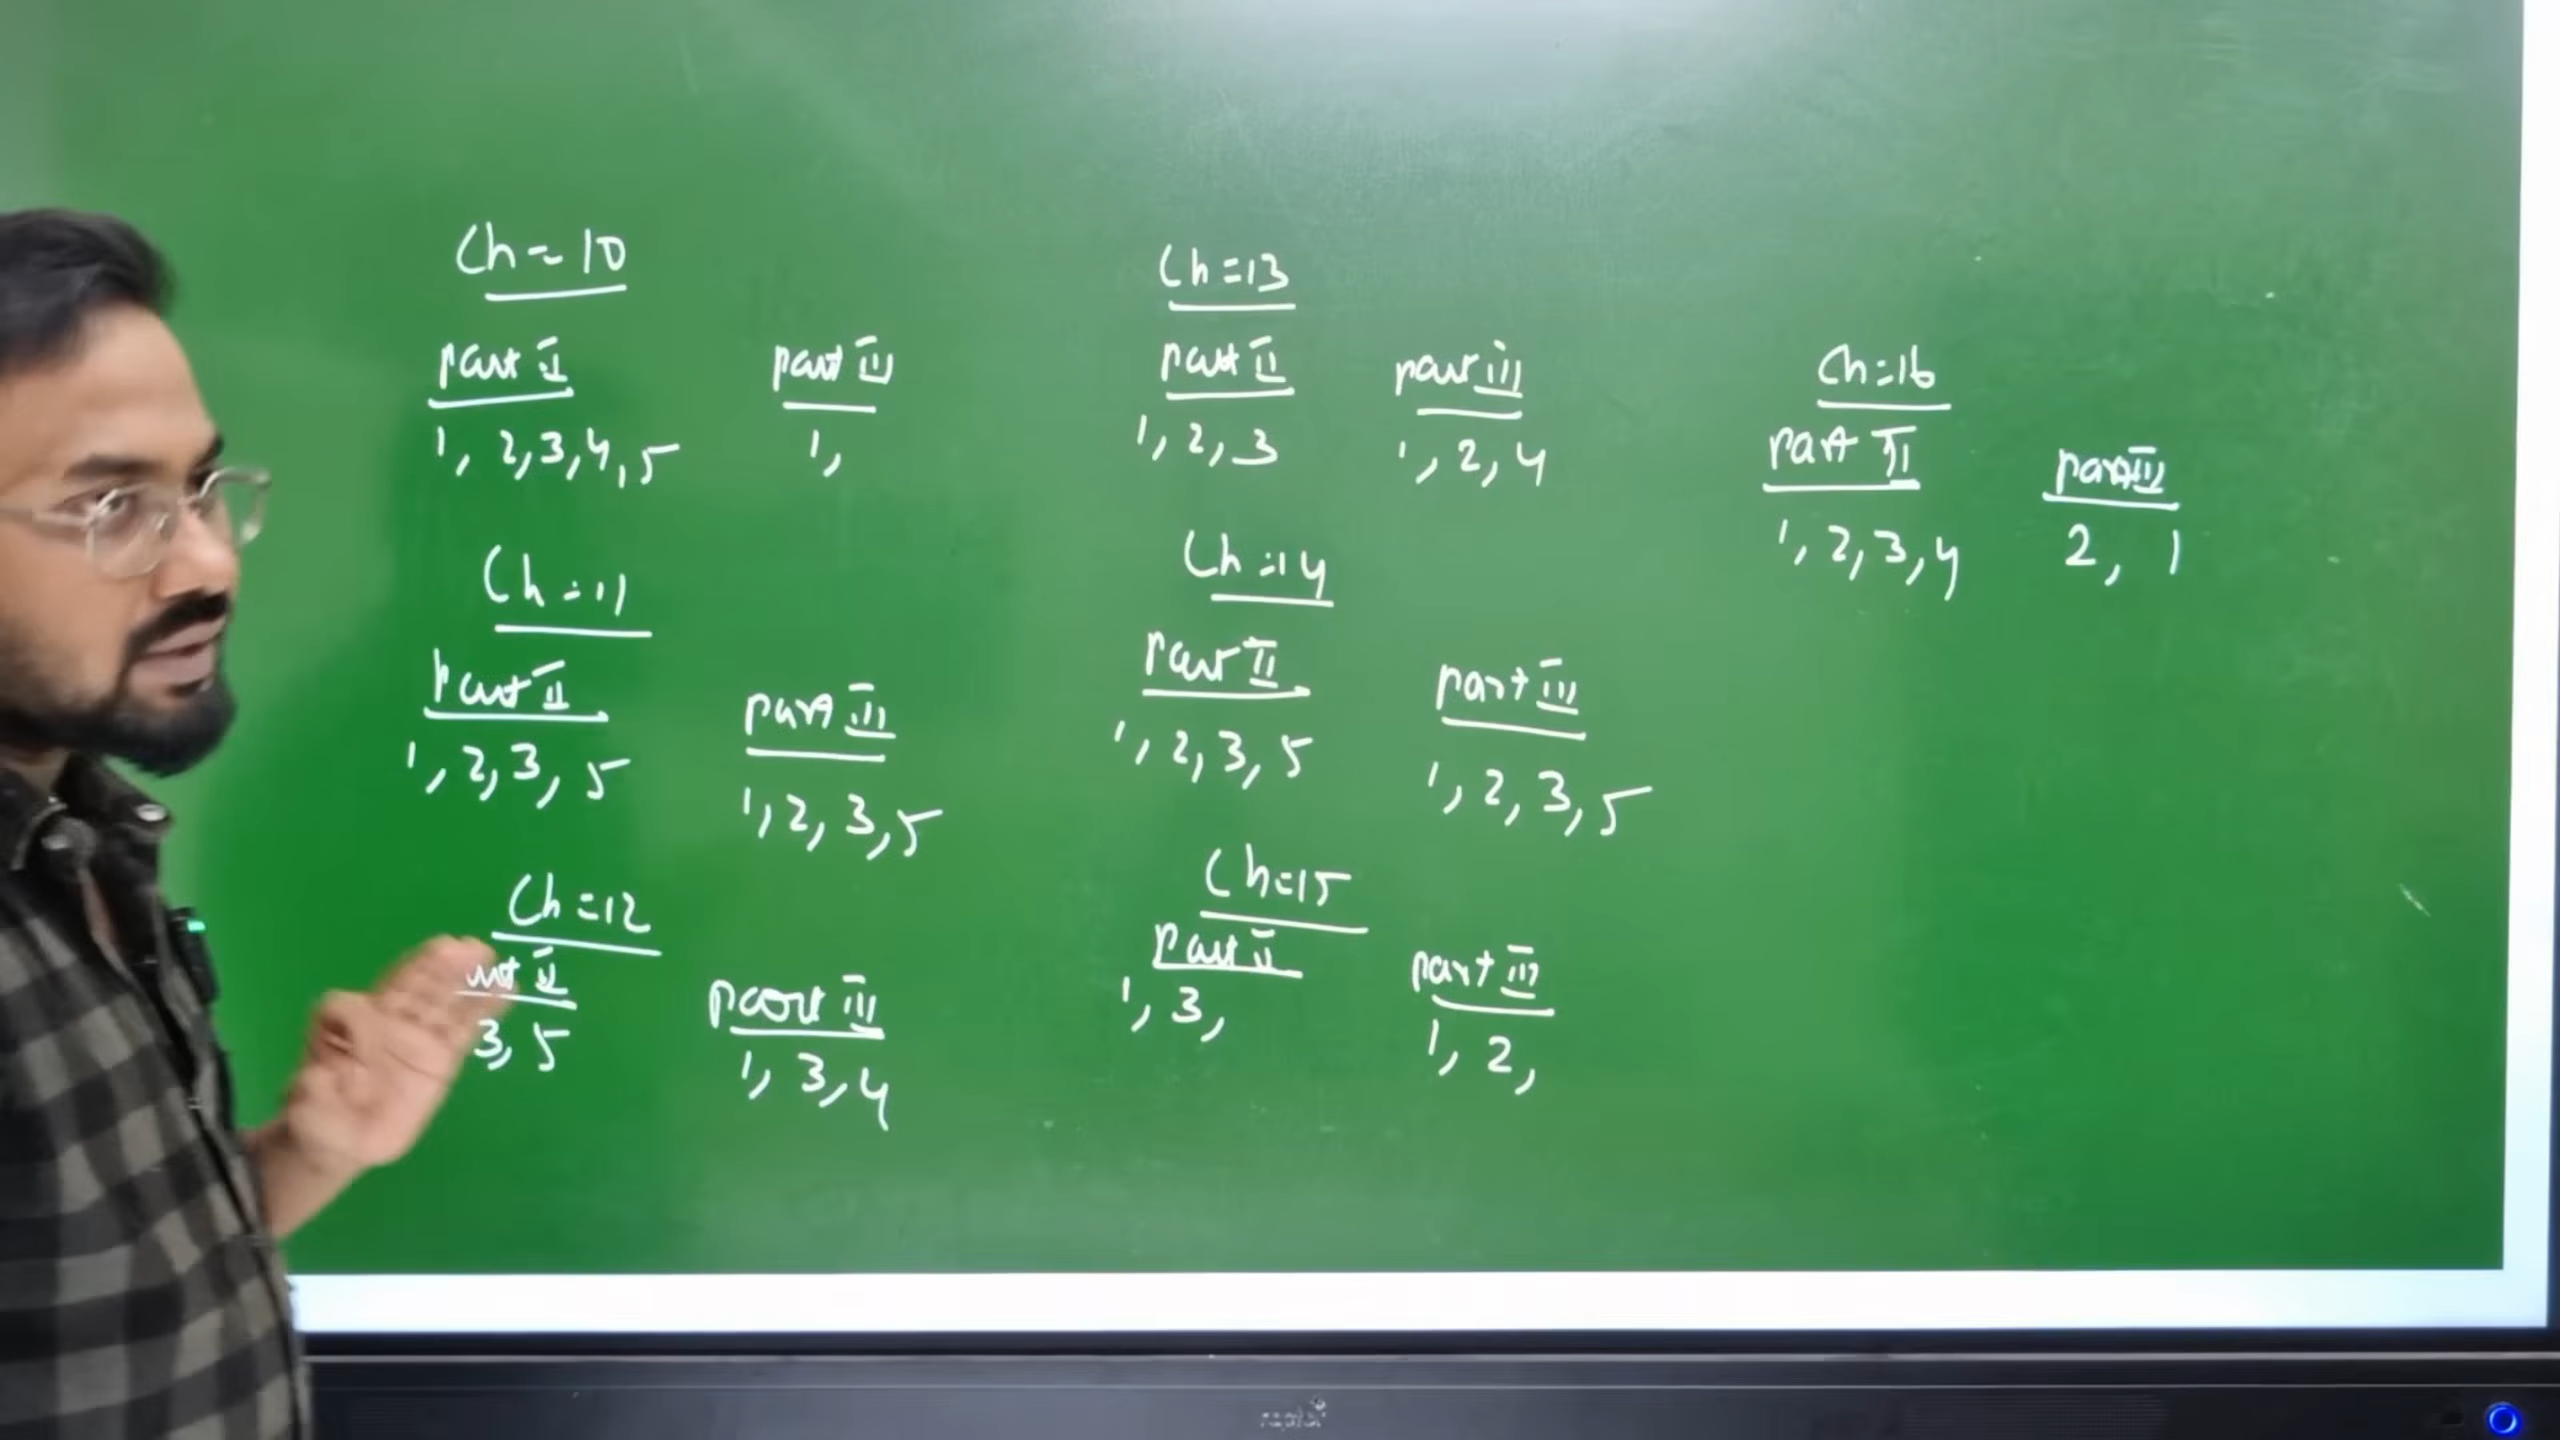 Ch = 10
part II
part III
1, 2, 3, 4, 5
1,
Ch = 11
part II
part III
1, 2, 3, 5
1, 2, 3, 5
Ch = 12
II
part III
3, 5
1, 3, 4
Ch = 13
part II
part III
1, 2, 3
1, 2, 4
Ch = 14
part II
part III
1, 2, 3, 5
1, 2, 3, 5
Ch = 15
part II
part III
1, 3,
1, 2,
Ch = 16
part II
part III
1, 2, 3, 4
2, 1